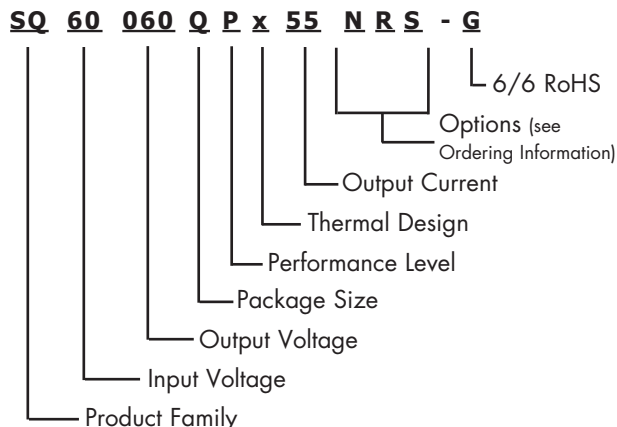 SQ 60 060 Q P x 55 N R S - G
6/6 RoHS
Options (see
Ordering Information)
Output Current
Thermal Design
Performance Level
Package Size
Output Voltage
Input Voltage
Product Family